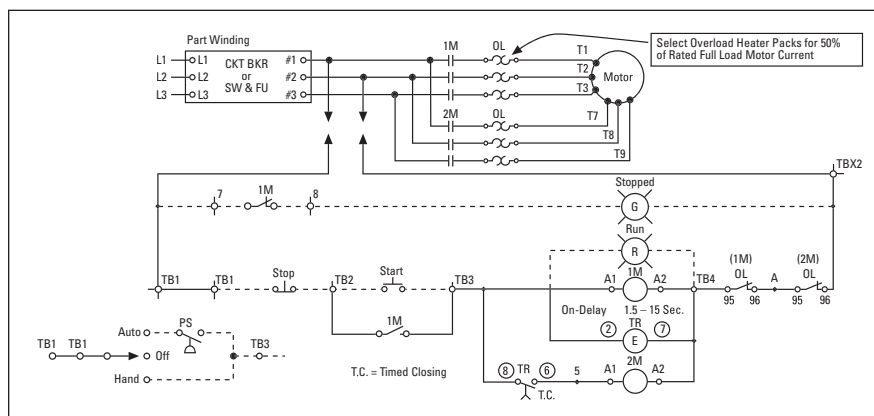 Part Winding
L1 L1 CKT BKR #1
L2 L2 or #2
L3 L3 SW & FU #3
1M OL T1
T2
T3
Motor
2M OL T7
T8
T9
Select Overload Heater Packs for 50%
of Rated Full Load Motor Current
TBX2
Stopped
7 1M 8 G
Run
R
TB1 TB1 Stop TB2 Start TB3 A1 1M A2 TB4 (1M) OL A (2M) OL
95 96 95 96
1M
On-Delay 1.5 – 15 Sec.
2 TR 7
E
2M
8 TR 6 5 A1 A2
T.C.
Auto PS
TB1 TB1 Off TB3
Hand
T.C. = Timed Closing